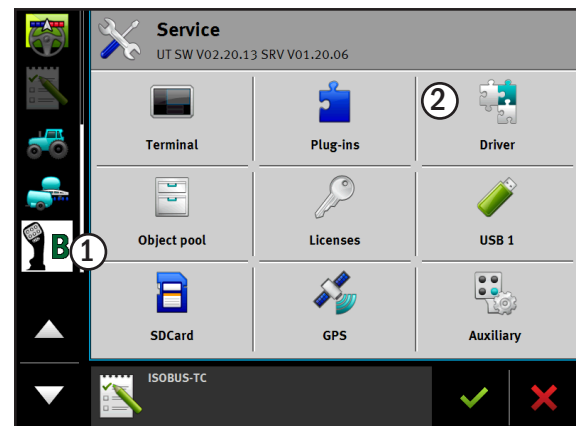 Service
UT SW V02.20.13 SRV V01.20.06
2
Terminal
Plug-ins
Driver
B
1
Object pool
Licenses
USB 1
SDCard
GPS
Auxiliary
ISOBUS-TC